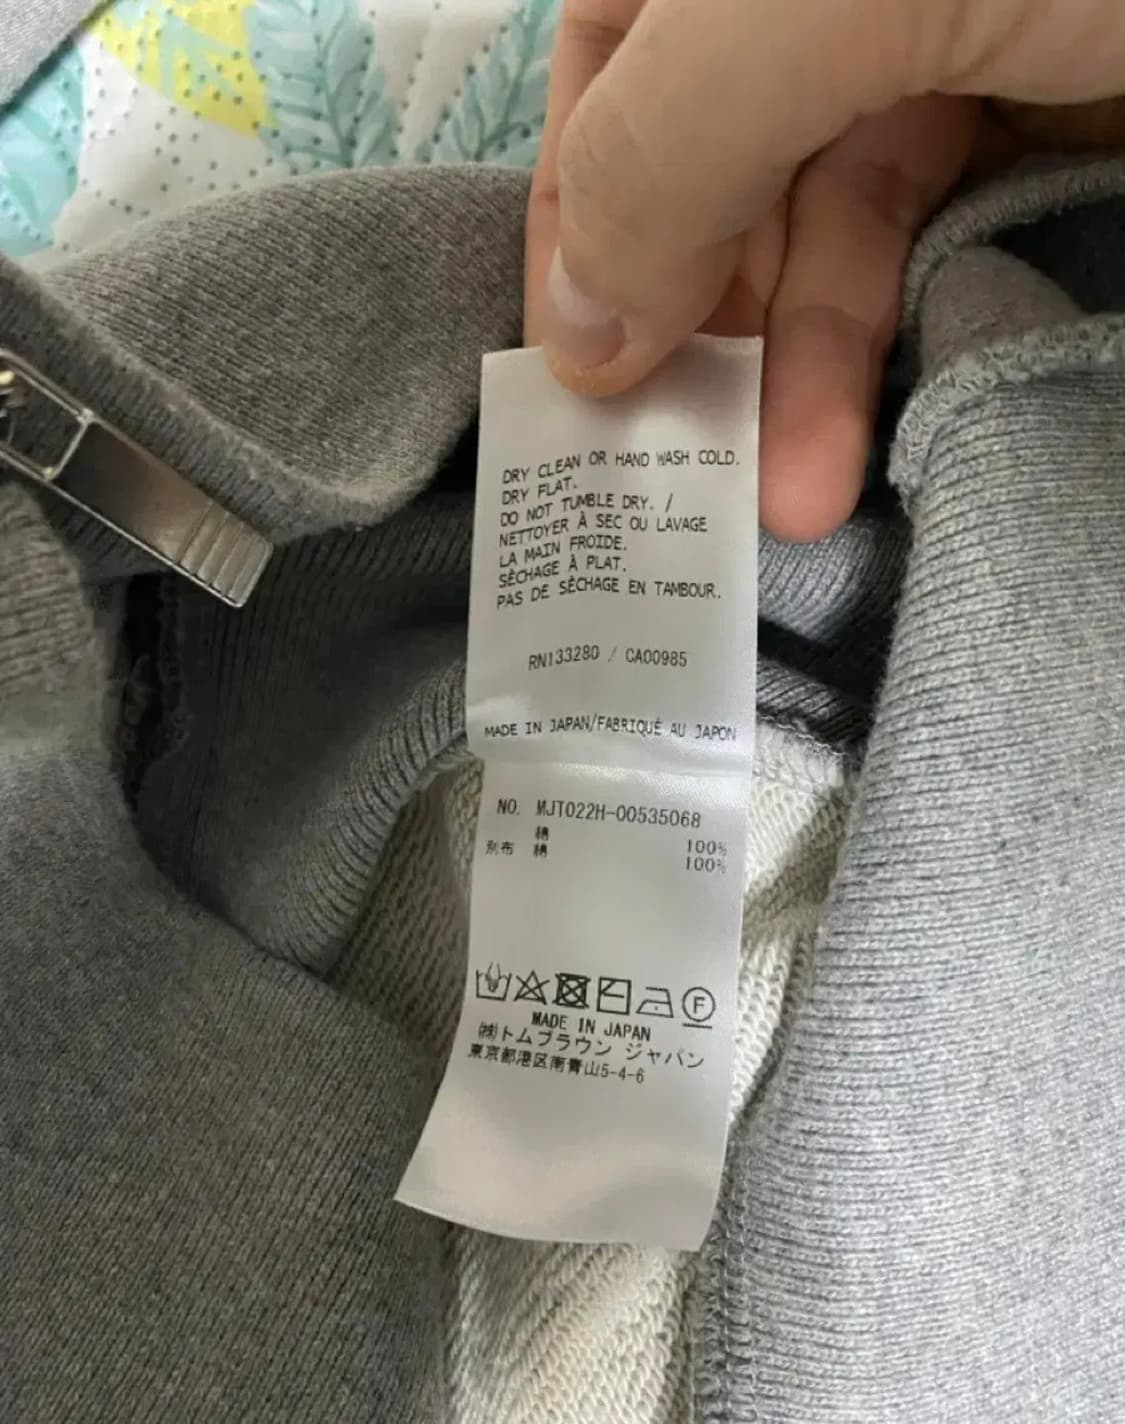 DRY CLEAN OR HAND WASH COLD.
DRY FLAT.
DO NOT TUMBLE DRY. /
NETTOYER À SEC OU LAVAGE
LA MAIN FROIDE.
SÈCHAGE À PLAT.
PAS DE SÈCHAGE EN TAMBOUR.
RN133280 / CA00985
MADE IN JAPAN/FABRIQUÉ AU JAPON
NO. MJT022H-00535068
綿 100%
別布 綿 100%
F
MADE IN JAPAN
㈱トムブラウン ジャパン
東京都港区南青山5-4-6